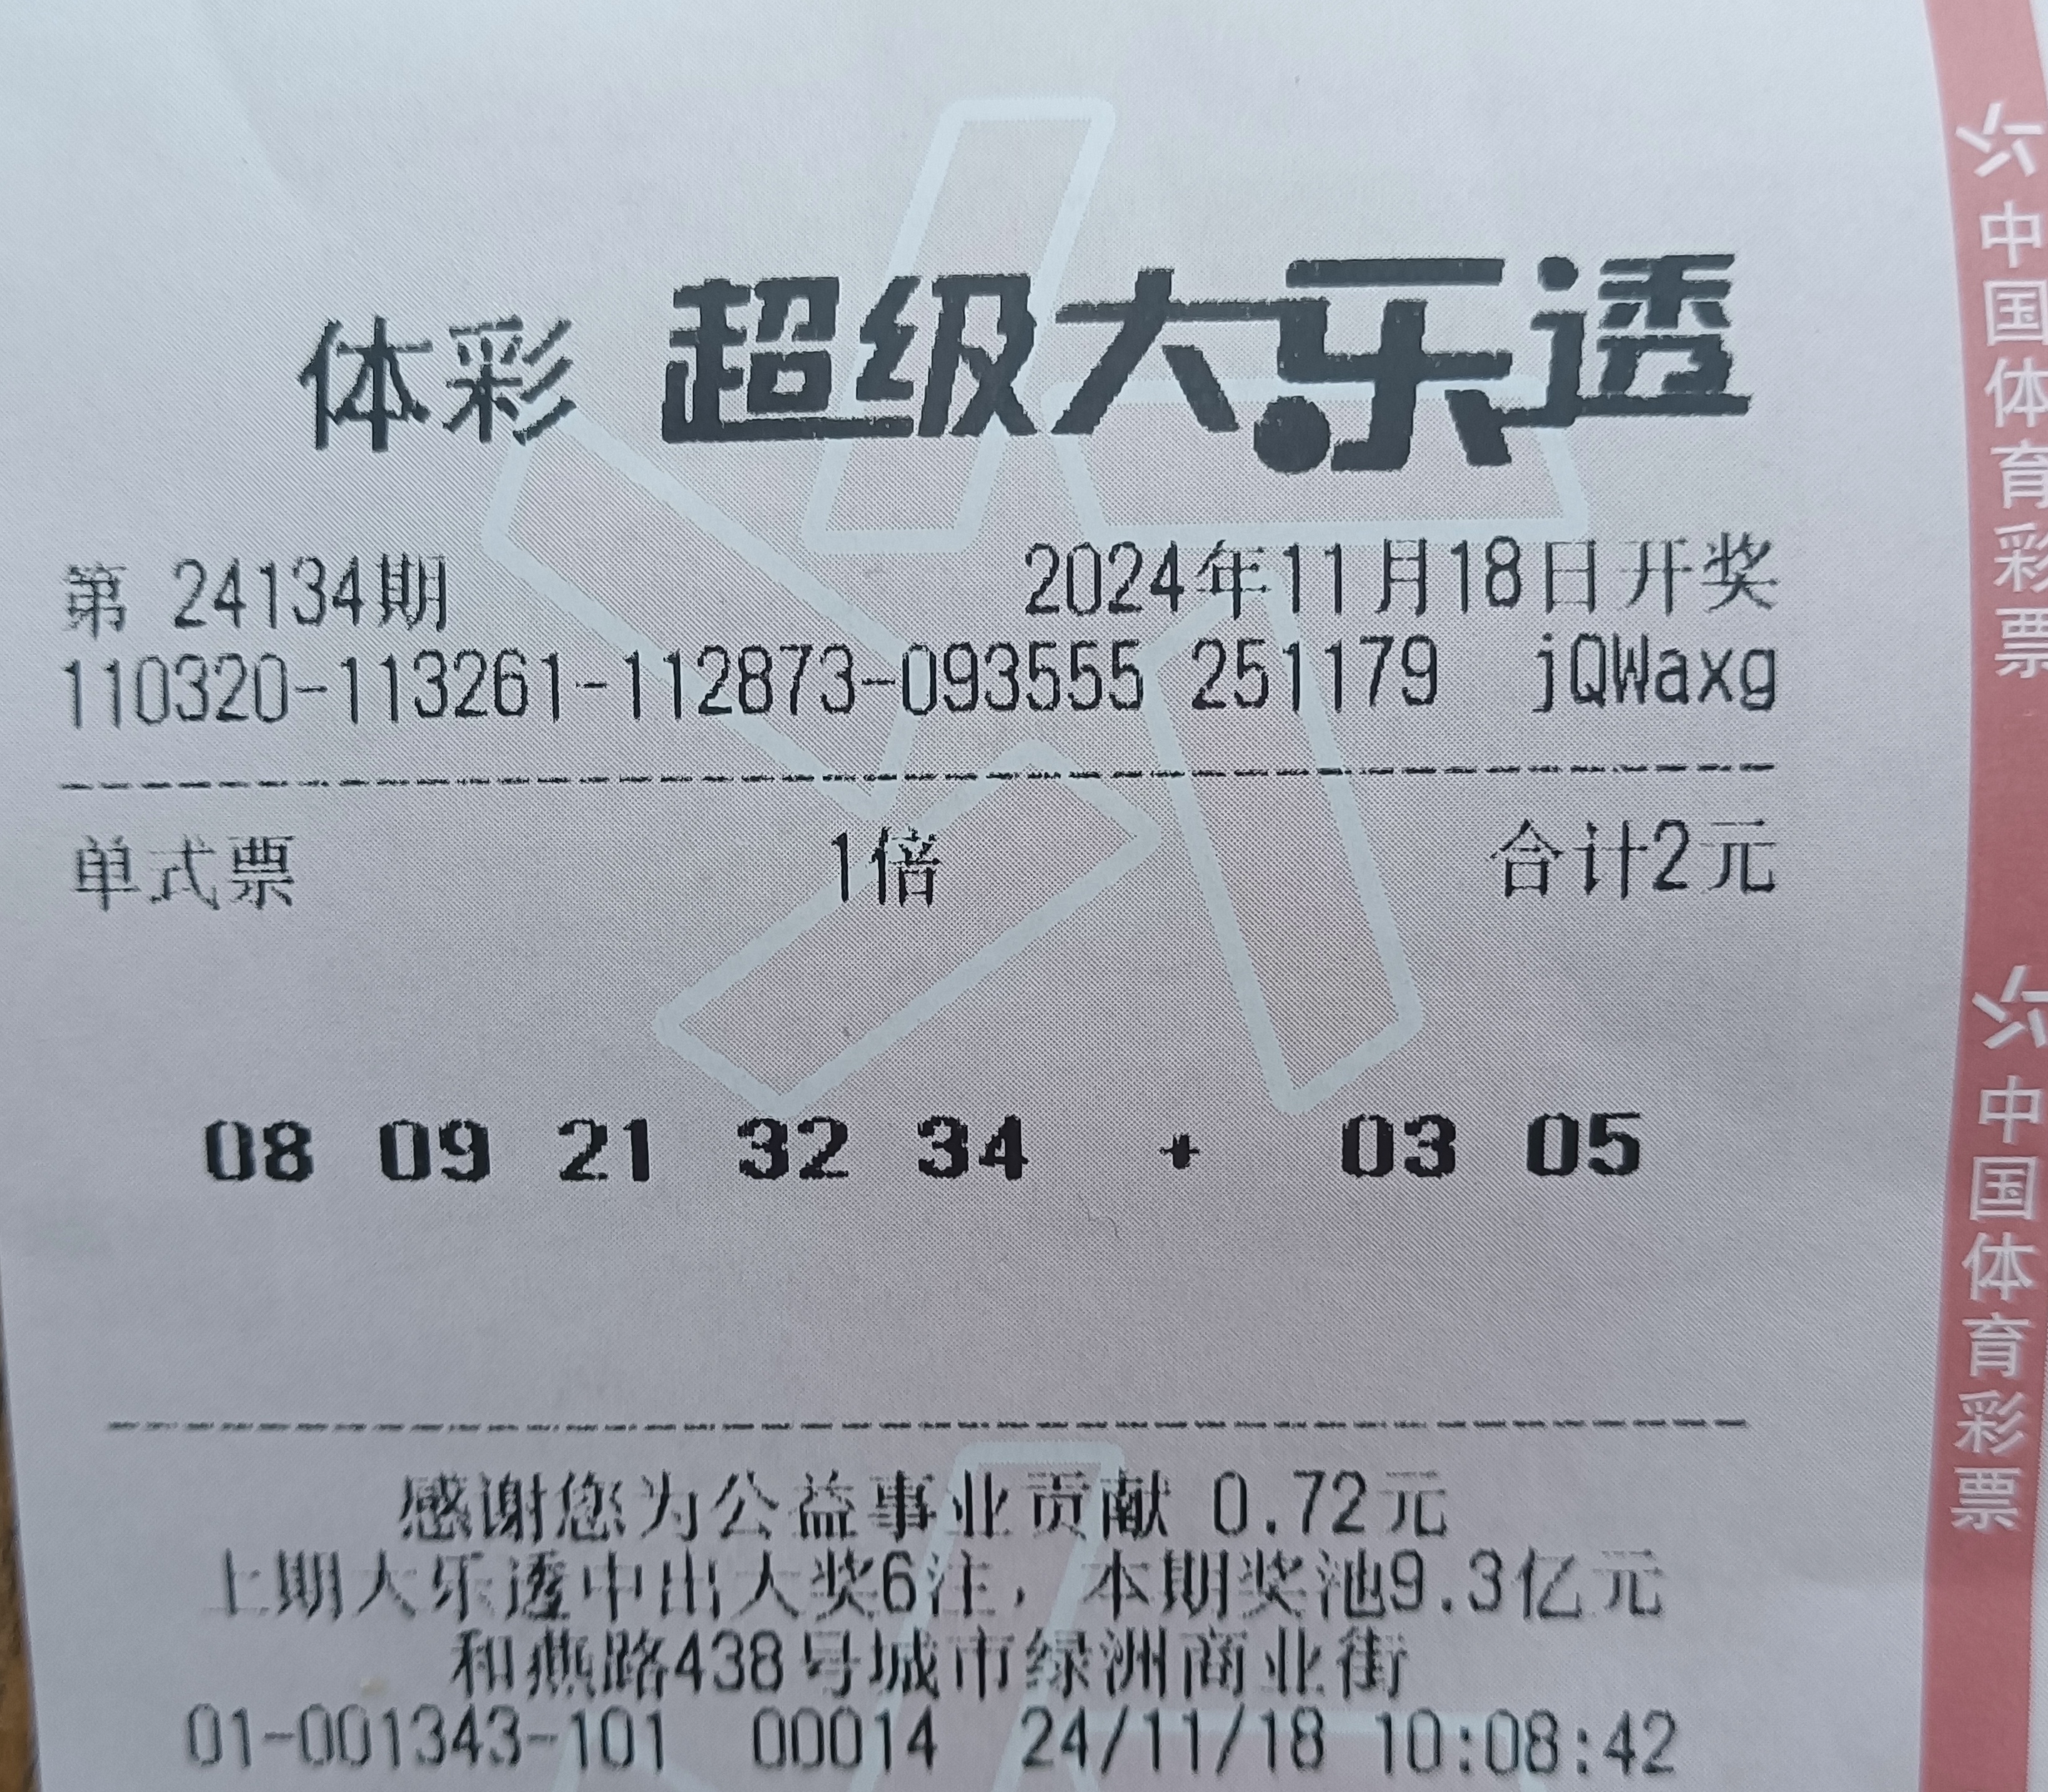 体彩 超级大乐透
第 24134期 2024年11月18日开奖
110320-113261-112873-093555 251179 jQWaxg
单式票 1倍 合计2元
08 09 21 32 34 + 03 05
感谢您为公益事业贡献 0.72元
上期大乐透中出大奖6注，本期奖池9.3亿元
和燕路438号城市绿洲商业街
01-001343-101 00014 24/11/18 10:08:42
中国体育彩票
中国体育彩票